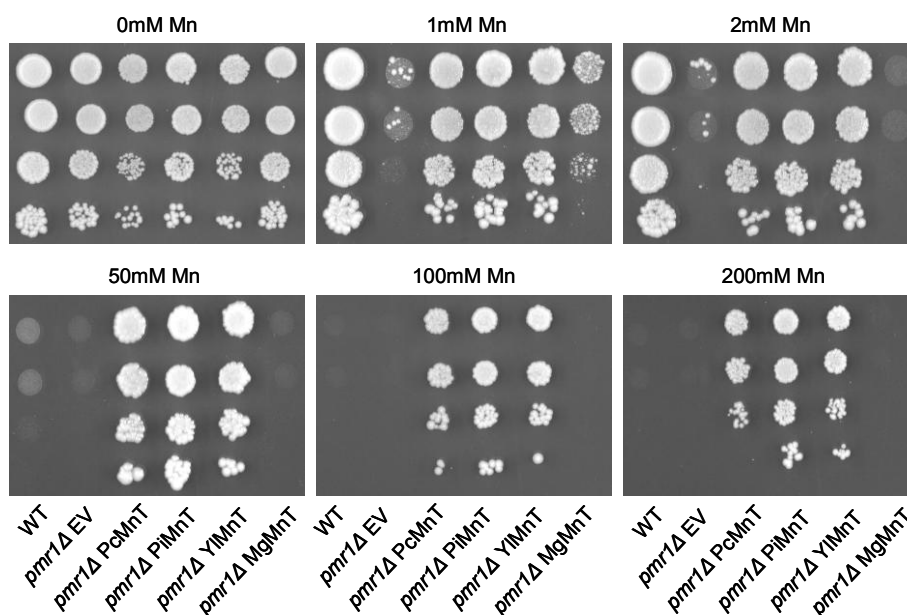 0mM Mn
1mM Mn
2mM Mn
50mM Mn
100mM Mn
200mM Mn
WT
pmr1Δ EV
pmr1Δ PcMnT
pmr1Δ PiMnT
pmr1Δ YlMnT
pmr1Δ MgMnT
WT
pmr1Δ EV
pmr1Δ PcMnT
pmr1Δ PiMnT
pmr1Δ YlMnT
pmr1Δ MgMnT
WT
pmr1Δ EV
pmr1Δ PcMnT
pmr1Δ PiMnT
pmr1Δ YlMnT
pmr1Δ MgMnT